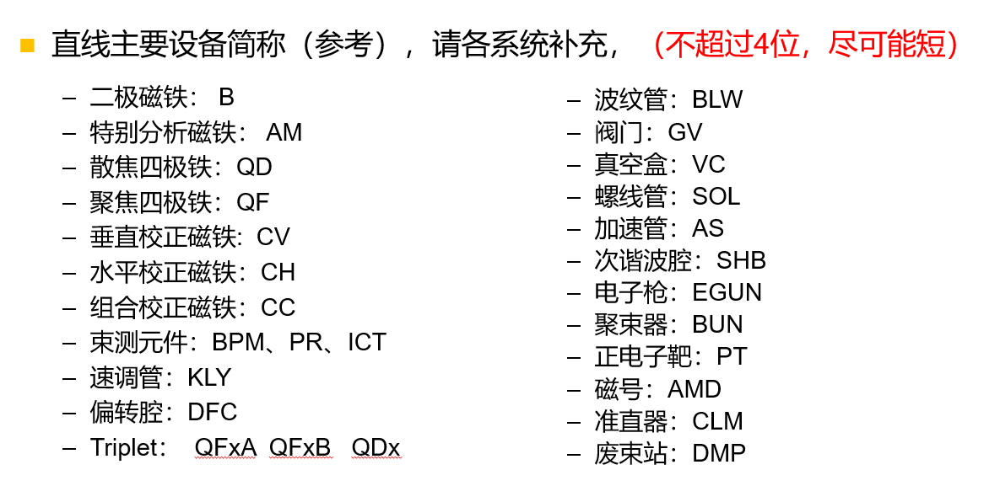 直线主要设备简称（参考），请各系统补充，（不超过4位，尽可能短）
– 二极磁铁： B
– 特别分析磁铁： AM
– 散焦四极铁：QD
– 聚焦四极铁：QF
– 垂直校正磁铁: CV
– 水平校正磁铁：CH
– 组合校正磁铁：CC
– 束测元件：BPM、PR、ICT
– 速调管：KLY
– 偏转腔：DFC
– Triplet： QFxA QFxB QDx
– 波纹管：BLW
– 阀门：GV
– 真空盒：VC
– 螺线管：SOL
– 加速管：AS
– 次谐波腔：SHB
– 电子枪：EGUN
– 聚束器：BUN
– 正电子靶：PT
– 磁号：AMD
– 准直器：CLM
– 废束站：DMP